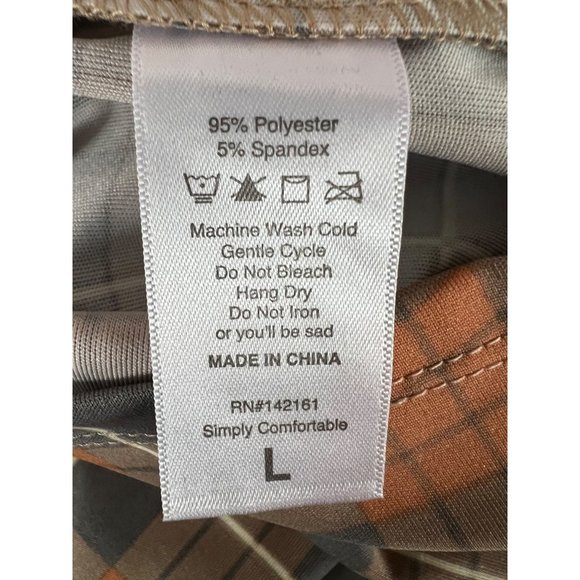 95% Polyester
5% Spandex
Machine Wash Cold
Gentle Cycle
Do Not Bleach
Hang Dry
Do Not Iron
or you'll be sad
MADE IN CHINA
RN#142161
Simply Comfortable
L